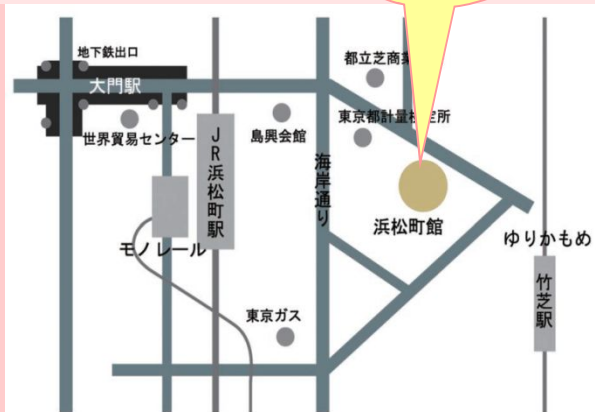 地下鉄出口
大門駅
世界貿易センター
モノレール
JR浜松町駅
島興会館
東京ガス
海岸通り
都立芝商
東京都計量検定所
浜松町館
ゆりかもめ
竹芝駅